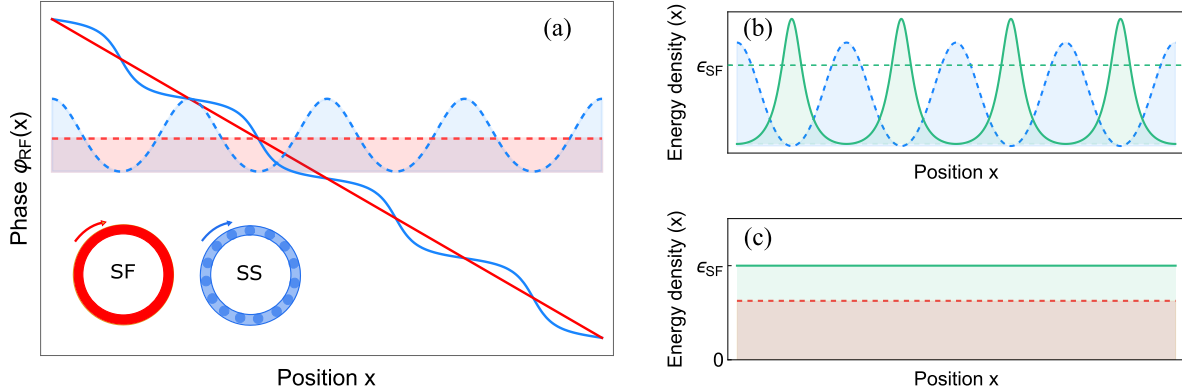 (a)
Phase φRF(x)
SF
SS
Position x
(b)
Energy density (x)
ϵSF
Position x
(c)
Energy density (x)
ϵSF
0
Position x